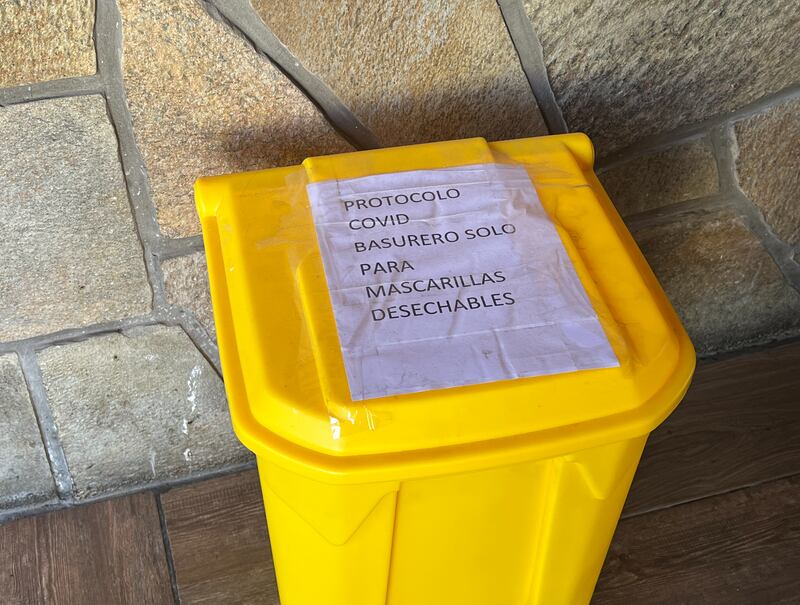 PROTOCOLO
COVID
BASURERO SOLO
PARA
MASCARILLAS
DESECHABLES